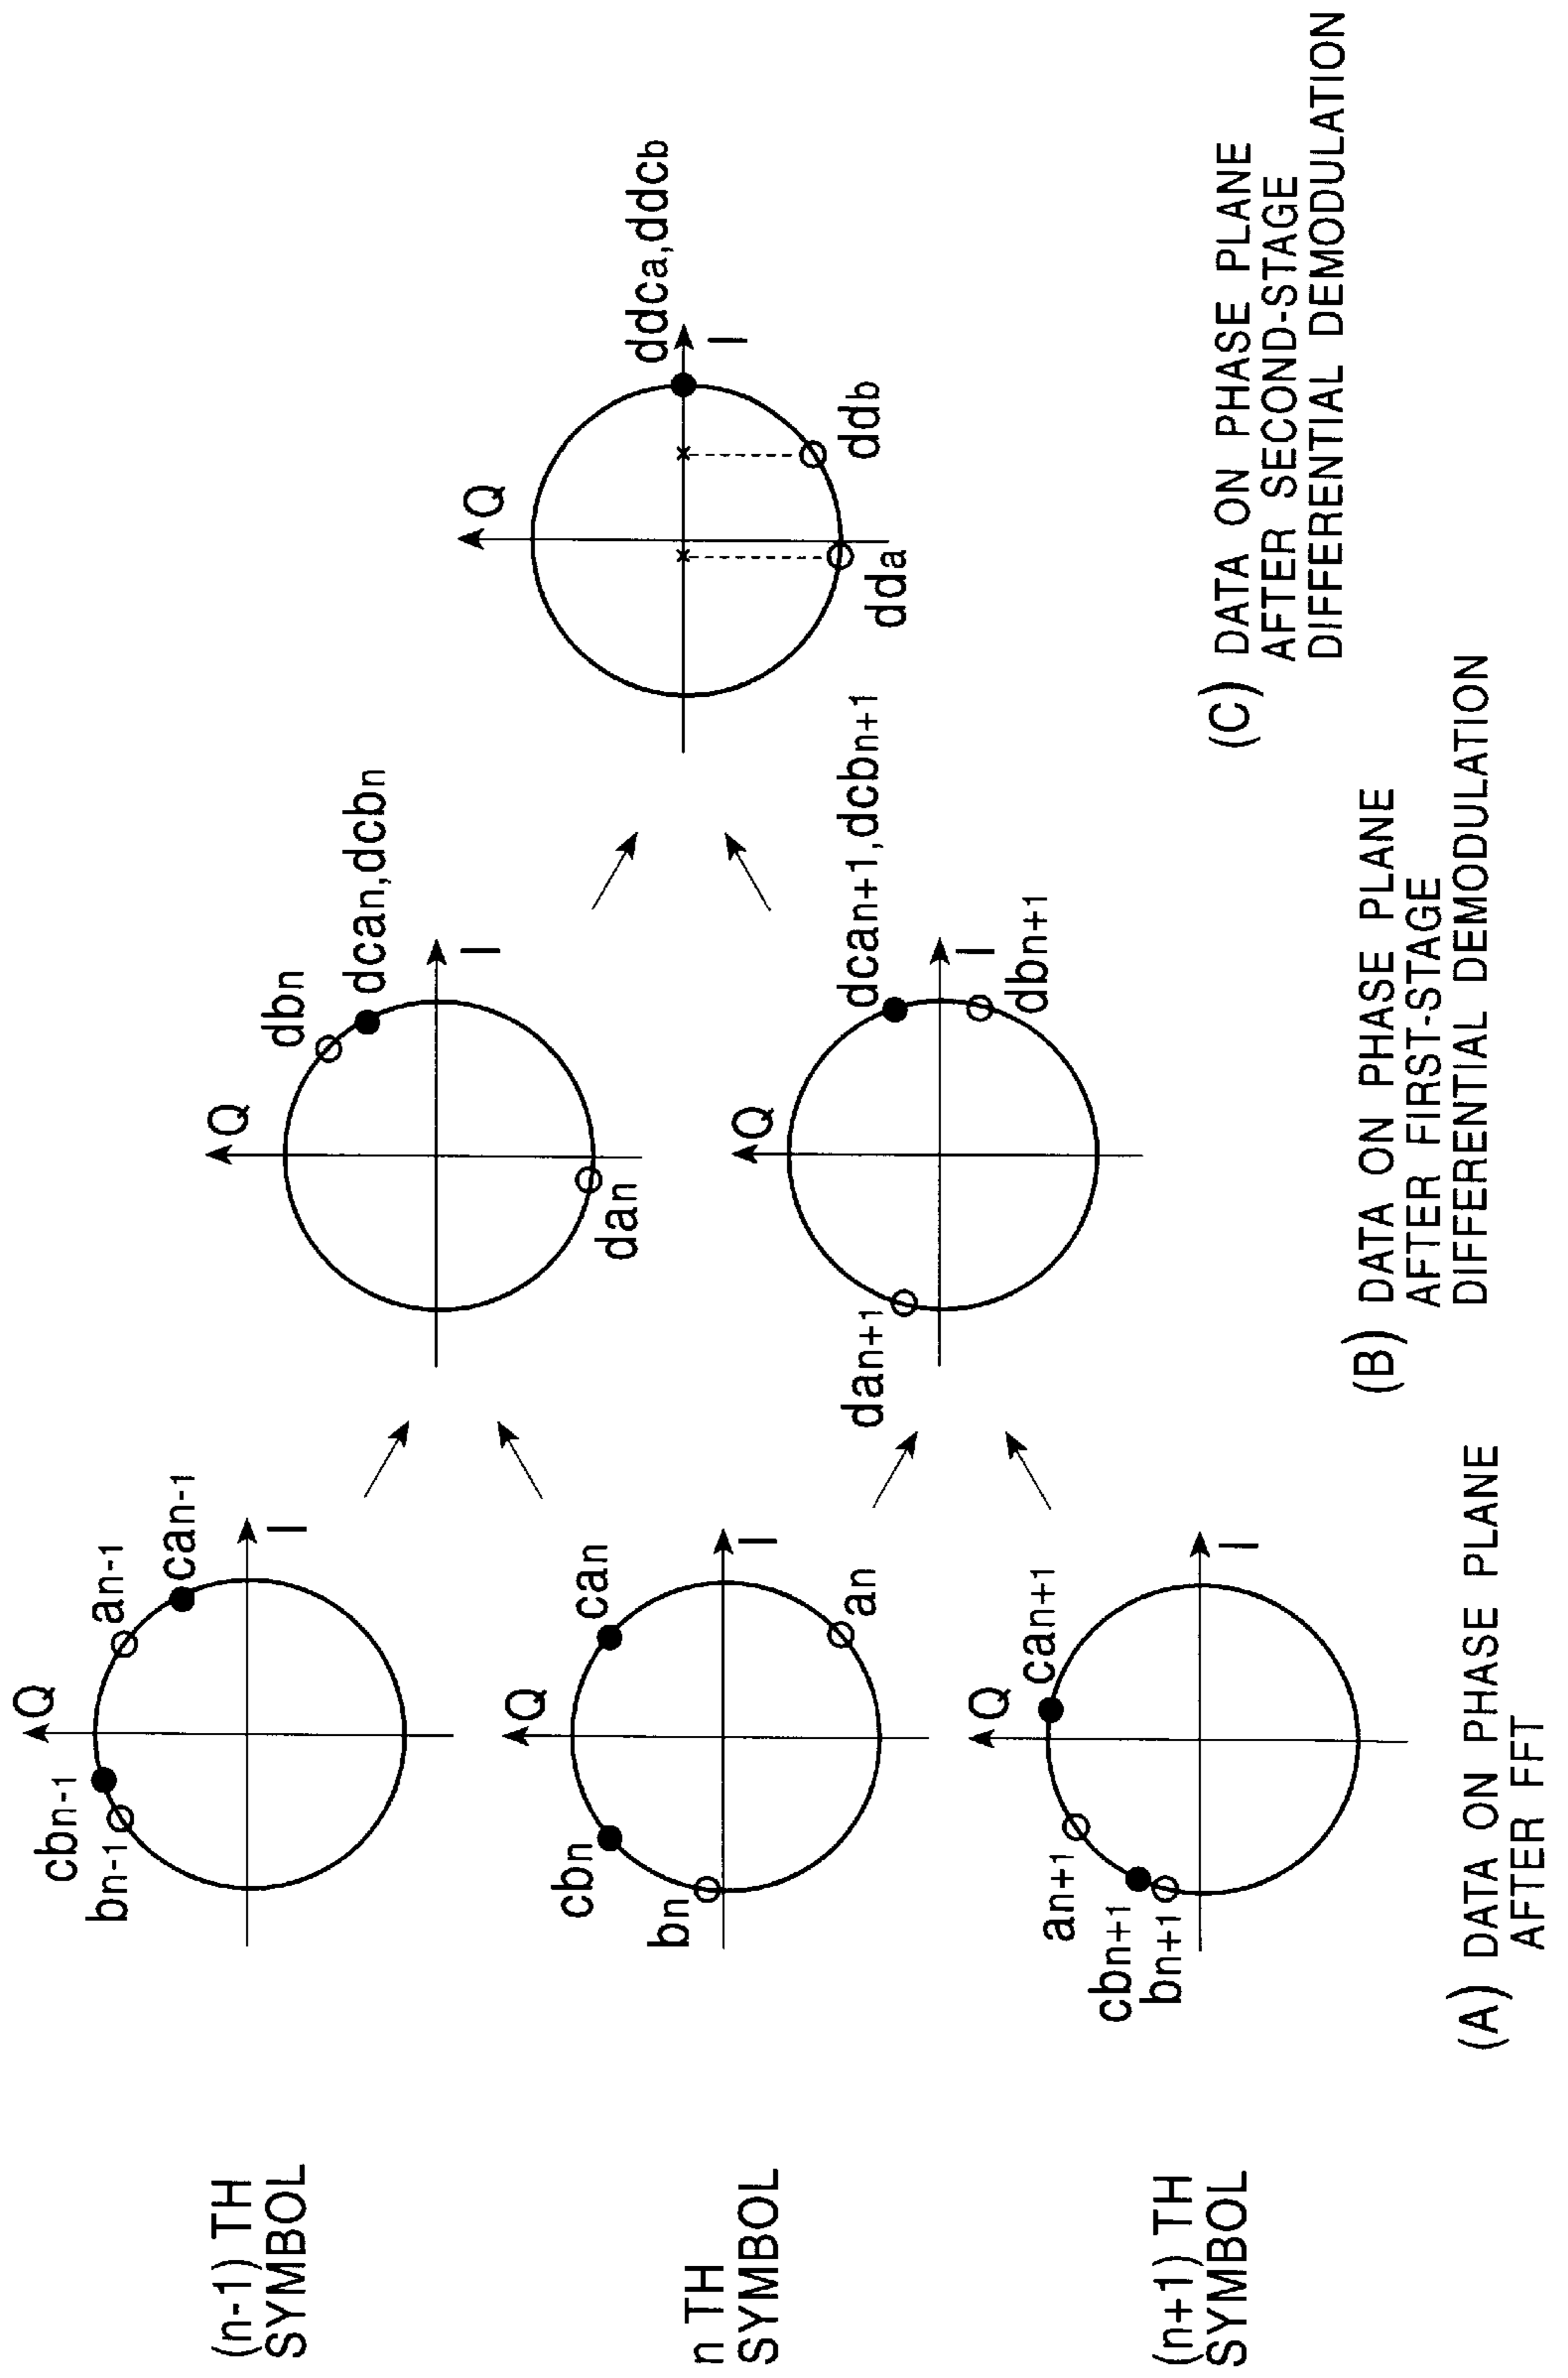 (n-1) TH
SYMBOL
Q
I
cbn-1
bn-1
an-1
can-1
n TH
SYMBOL
Q
I
cbn
bn
can
an
(n+1) TH
SYMBOL
Q
I
an+1
cbn+1
bn+1
can+1
(A) DATA ON PHASE PLANE
AFTER FFT
Q
I
dbn
dcan,dcbn
dan
Q
I
dan+1
dcan+1,dcbn+1
dbn+1
(B) DATA ON PHASE PLANE
AFTER FIRST-STAGE
DIFFERENTIAL DEMODULATION
Q
I
ddca,ddcb
dda
ddb
(C) DATA ON PHASE PLANE
AFTER SECOND-STAGE
DIFFERENTIAL DEMODULATION